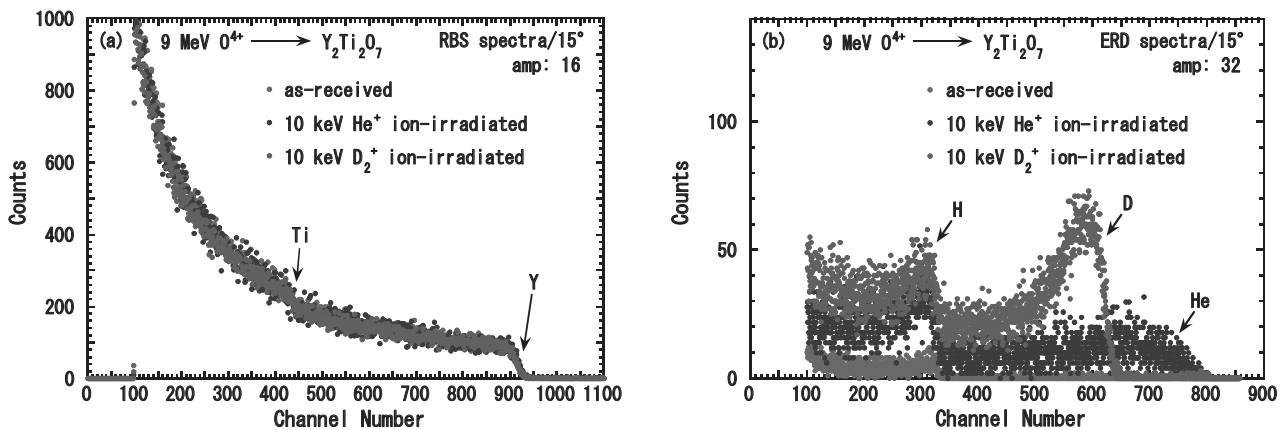 (a) 9 MeV O⁴⁺ ⟶ Y₂Ti₂O₇ RBS spectra/15°
amp: 16
as-received
10 keV He⁺ ion-irradiated
10 keV D₂⁺ ion-irradiated
Ti
Y
Counts
1000
800
600
400
200
0
0 100 200 300 400 500 600 700 800 900 1000 1100
Channel Number
(b) 9 MeV O⁴⁺ ⟶ Y₂Ti₂O₇ ERD spectra/15°
amp: 32
as-received
10 keV He⁺ ion-irradiated
10 keV D₂⁺ ion-irradiated
H
D
He
Counts
100
50
0
0 100 200 300 400 500 600 700 800 900
Channel Number